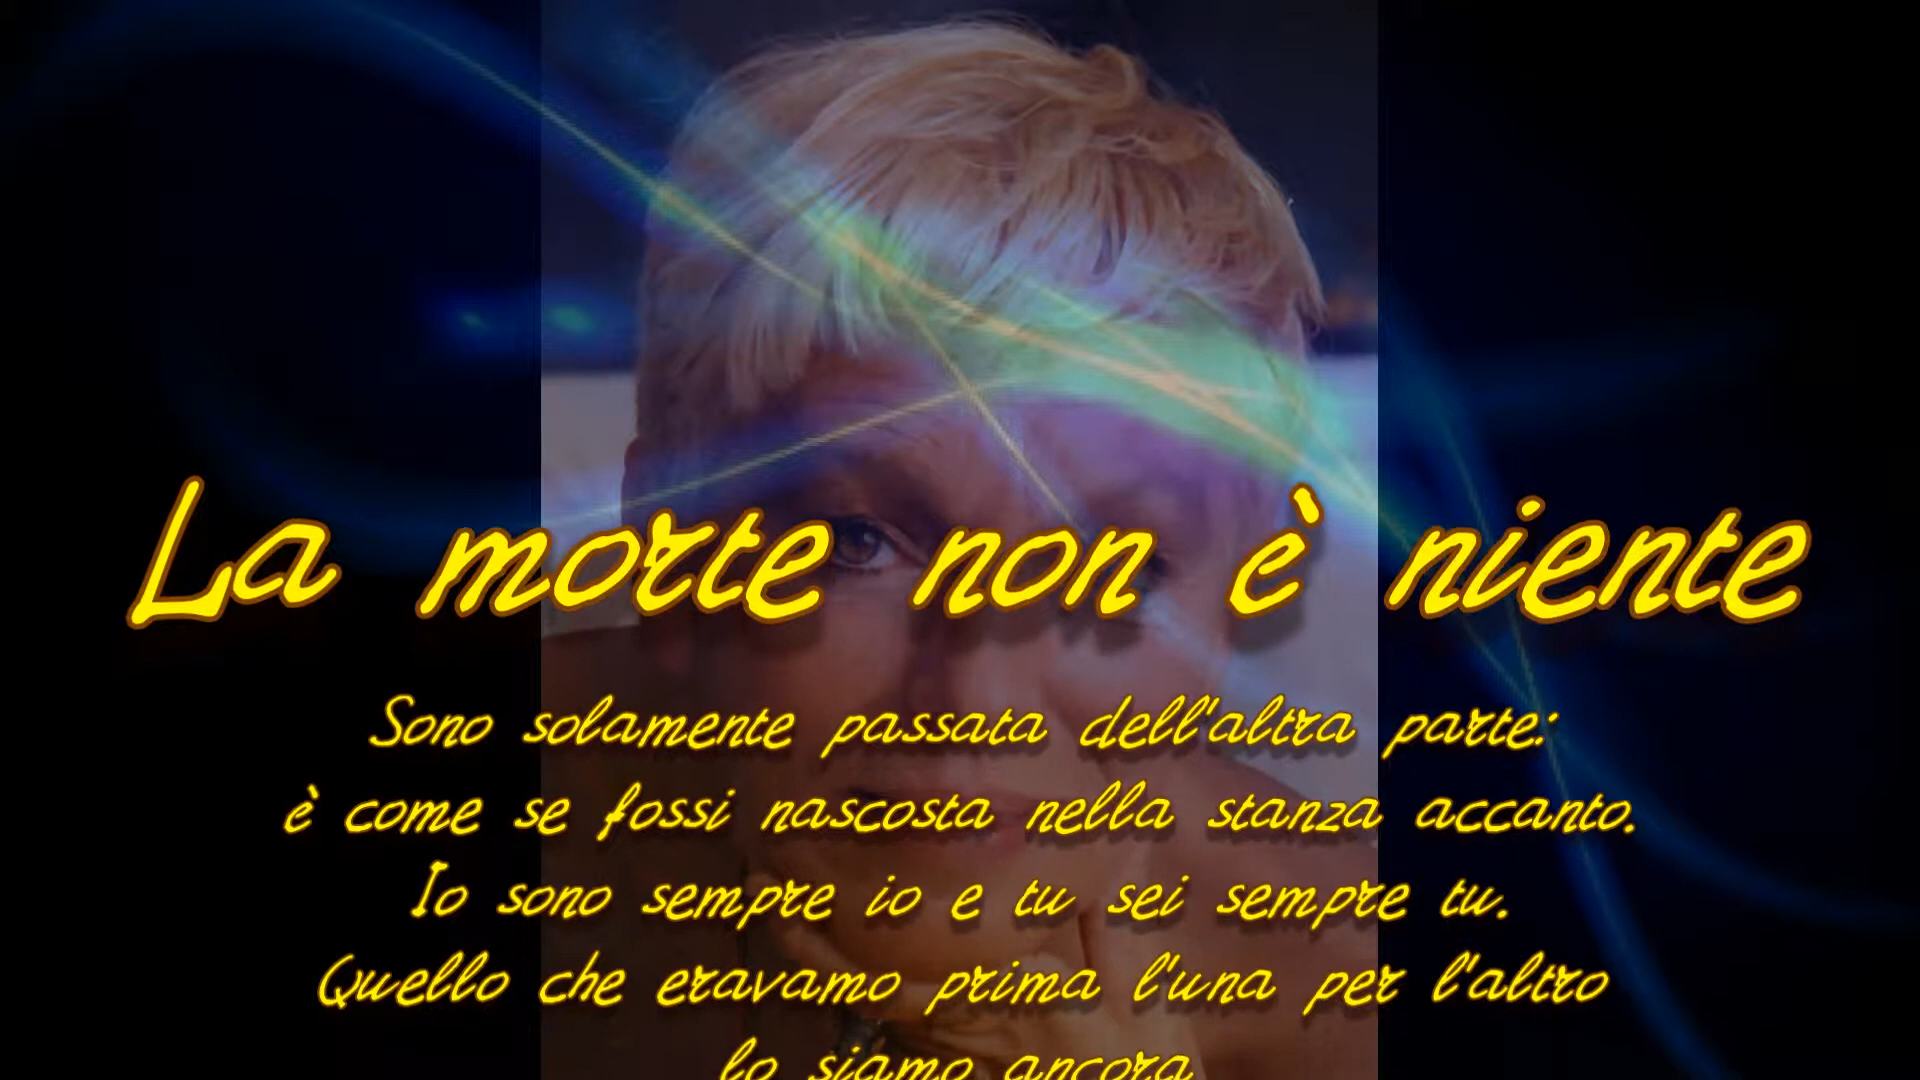 La morte non è niente
Sono solamente passata dell'altra parte:
è come se fossi nascosta nella stanza accanto.
Io sono sempre io e tu sei sempre tu.
Quello che eravamo prima l'una per l'altro
lo siamo ancora